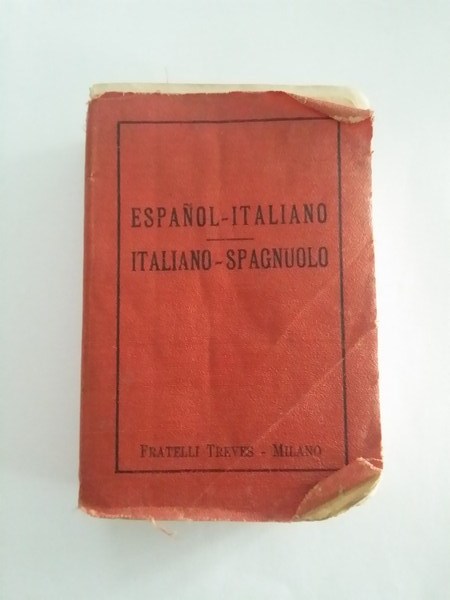 ESPAÑOL-ITALIANO
ITALIANO-SPAGNUOLO
FRATELLI TREVES - MILANO